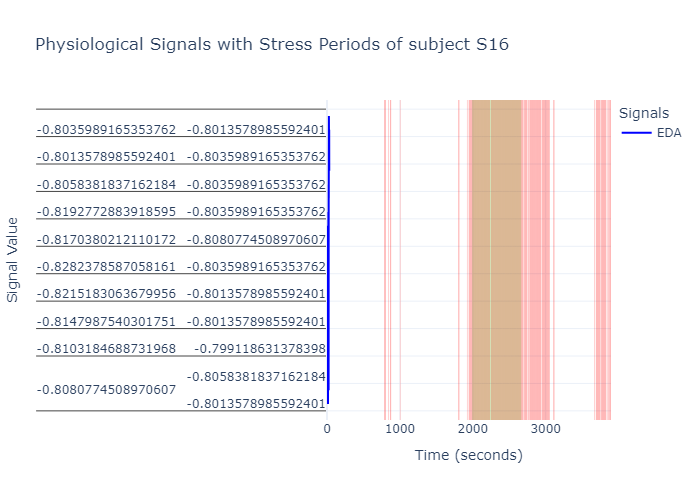 Physiological Signals with Stress Periods of subject S16
Signals
EDA
Signal Value
-0.8035989165353762 -0.8013578985592401
-0.8013578985592401 -0.8035989165353762
-0.8058381837162184 -0.8035989165353762
-0.8192772883918595 -0.8035989165353762
-0.8170380212110172 -0.8080774508970607
-0.8282378587058161 -0.8035989165353762
-0.8215183063679956 -0.8013578985592401
-0.8147987540301751 -0.8013578985592401
-0.8103184688731968 -0.799118631378398
-0.8058381837162184
-0.8080774508970607
-0.8013578985592401
0 1000 2000 3000
Time (seconds)